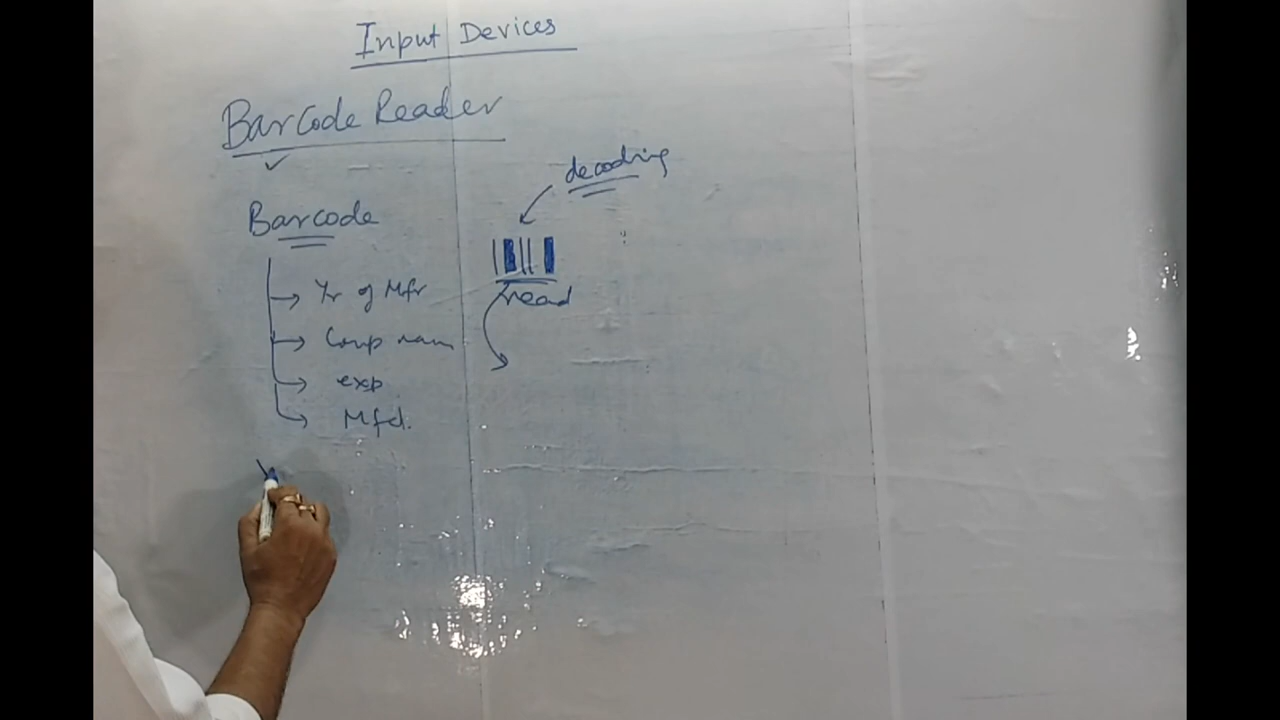 Input Devices
BarCode Reader
decoding
Barcode
read
Yr of Mfr
Comp nam
exp
Mfd.